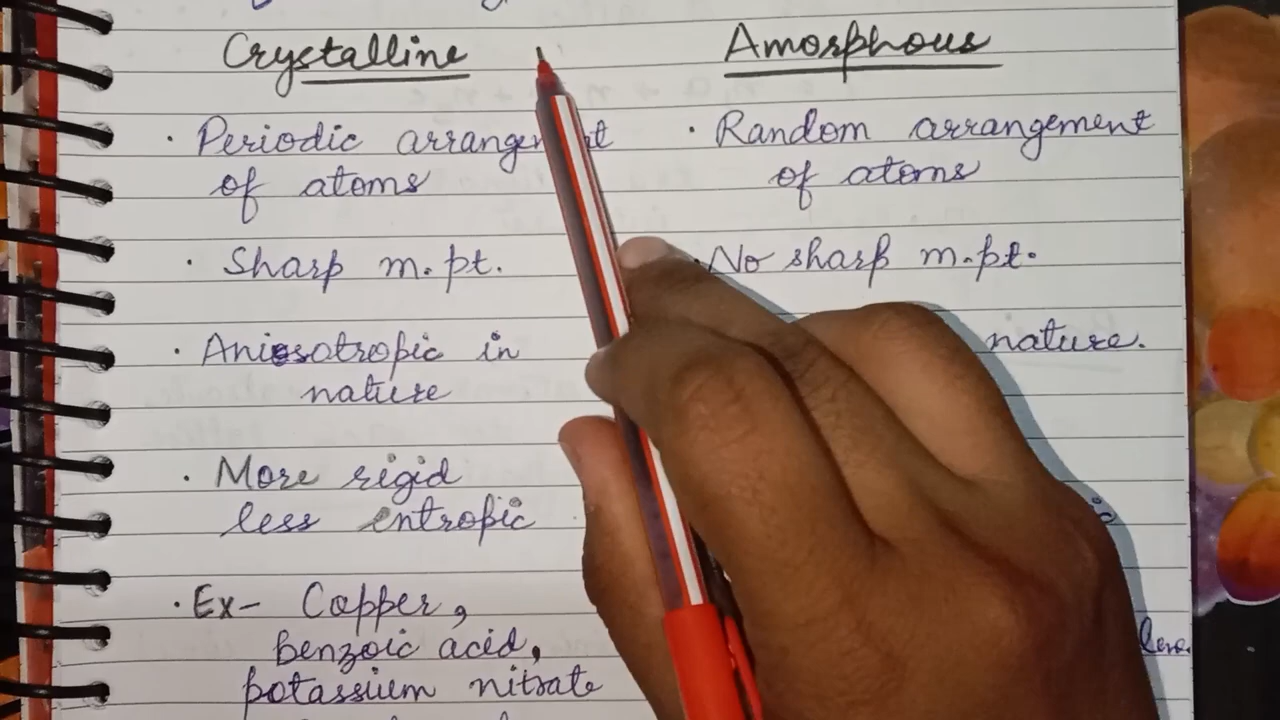 Crystalline
· Periodic arrangement
of atoms
· Sharp m.pt.
· Aniosotropic in
nature
· More rigid
less entropic
· Ex- Copper,
benzoic acid,
potassium nitrate
Amorphous
· Random arrangement
of atoms
· No sharp m.pt.
nature.